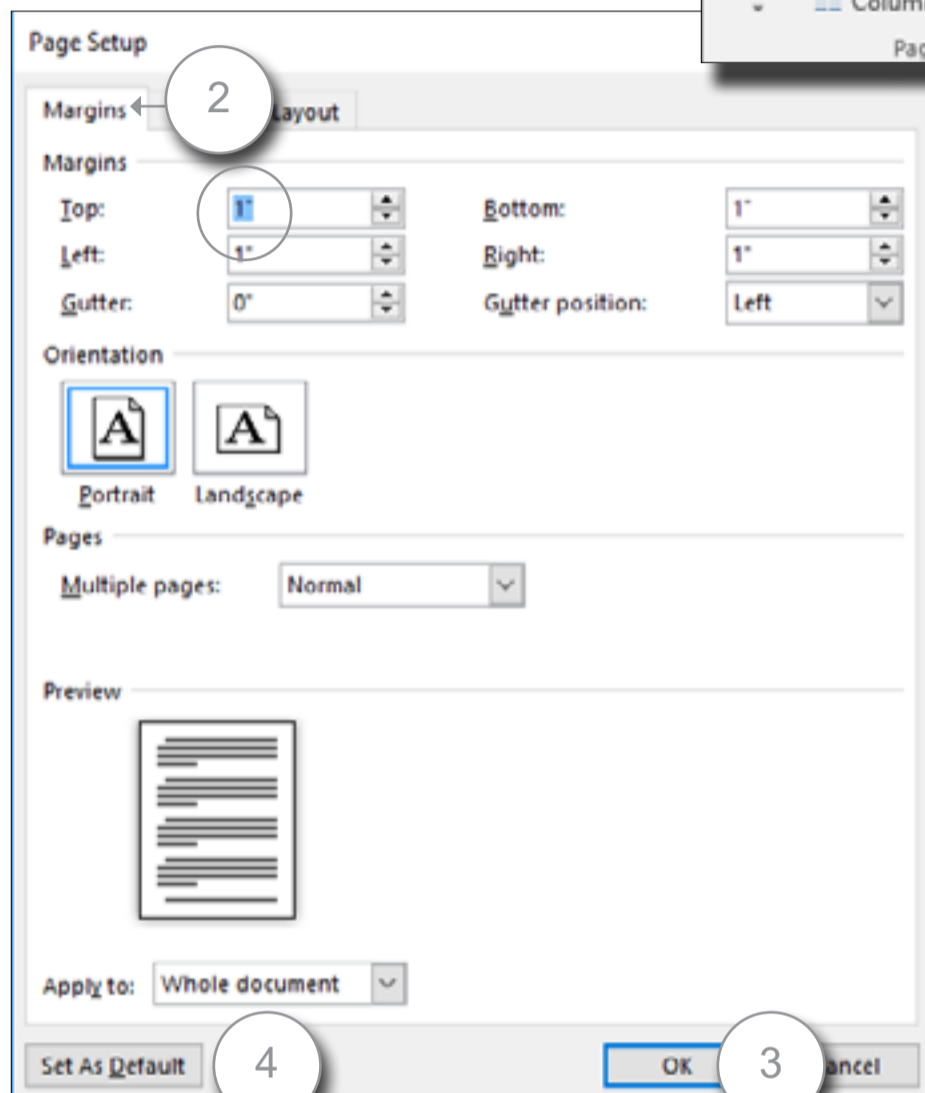 Page Setup
Margins 2 Layout
Margins
Top: 1" Bottom: 1"
Left: 1" Right: 1"
Gutter: 0" Gutter position: Left
Orientation
A A
Portrait Landscape
Pages
Multiple pages: Normal
Preview
Apply to: Whole document
Set As Default 4 OK 3 ancel